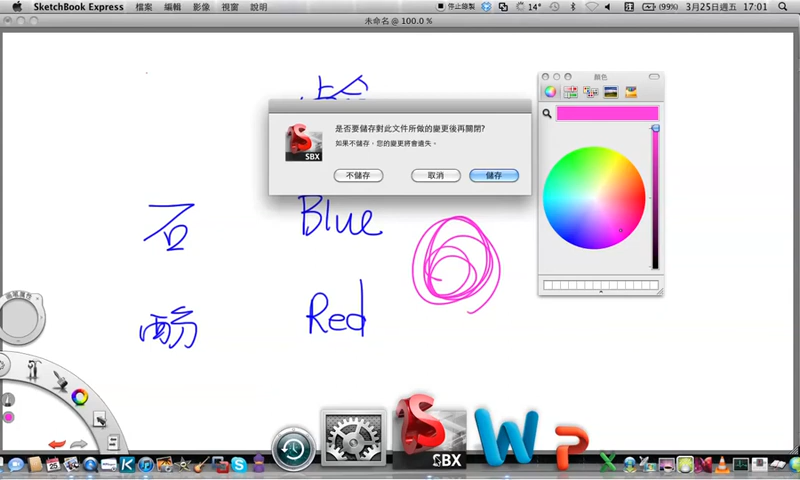 SketchBook Express 檔案 編輯 影像 視窗 說明 停止錄製 14° (99%) 3月25日週五 17:01
未命名 @ 100.0 %
顏色
是否要儲存對此文件所做的變更後再關閉?
如果不儲存，您的變更將會遺失。
SBX
不儲存 取消 儲存
石 Blue
酚 Red
SBX